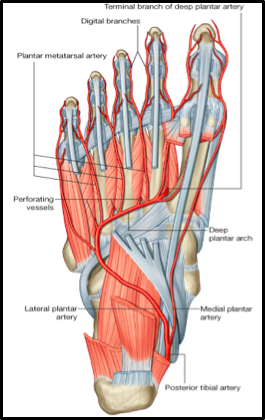 Terminal branch of deep plantar artery
Digital branches
Plantar metatarsal artery
Perforating
vessels
Deep
plantar arch
Lateral plantar
artery
Medial plantar
artery
Posterior tibial artery